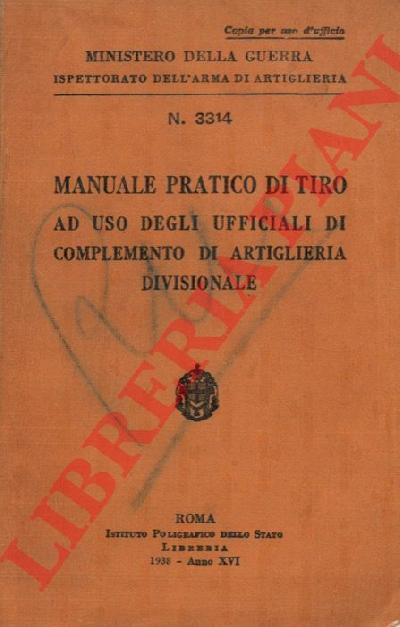 Copia per uso d'ufficio
MINISTERO DELLA GUERRA
ISPETTORATO DELL'ARMA DI ARTIGLIERIA
N. 3314
MANUALE PRATICO DI TIRO
AD USO DEGLI UFFICIALI DI
COMPLEMENTO DI ARTIGLIERIA
DIVISIONALE
ROMA
ISTITUTO POLIGRAFICO DELLO STATO
LIBRERIA
1938 - Anno XVI
LIBRERIA PIANI